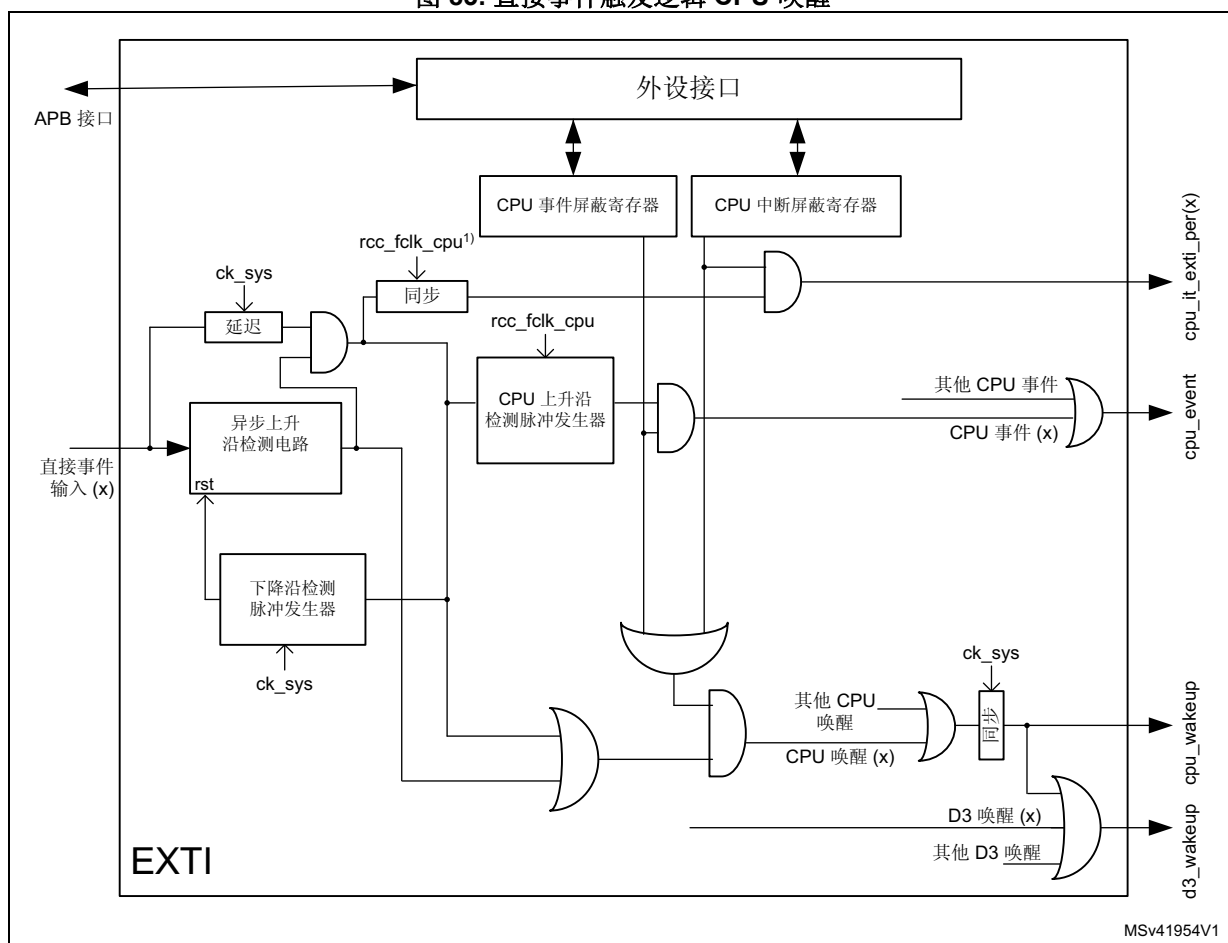 外设接口
APB 接口
CPU 事件屏蔽寄存器
CPU 中断屏蔽寄存器
cpu_it_exti_per(x)
rcc_fclk_cpu1)
ck_sys
同步
延迟
rcc_fclk_cpu
CPU 上升沿
检测脉冲发生器
其他 CPU 事件
CPU 事件 (x)
cpu_event
异步上升
沿检测电路
rst
直接事件
输入 (x)
下降沿检测
脉冲发生器
ck_sys
ck_sys
其他 CPU
唤醒
同步
CPU 唤醒 (x)
cpu_wakeup
D3 唤醒 (x)
其他 D3 唤醒
d3_wakeup
EXTI
MSv41954V1